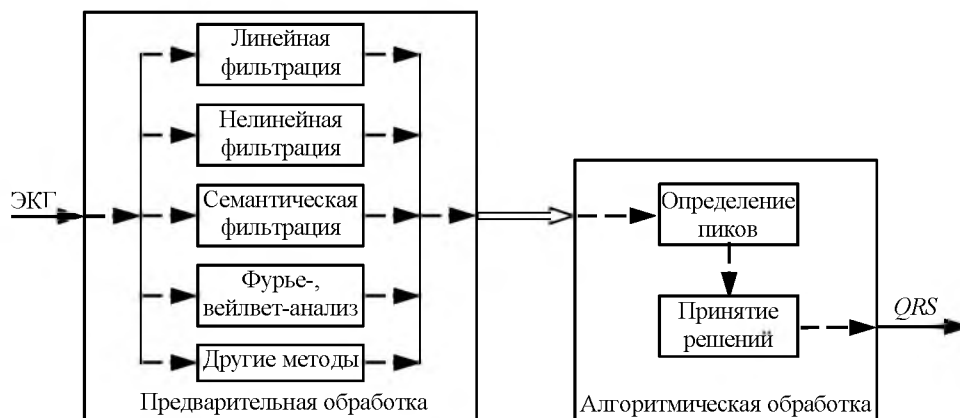 ЭКГ
Линейная
фильтрация
Нелинейная
фильтрация
Семантическая
фильтрация
Фурье-,
вейлвет-анализ
Другие методы
Предварительная обработка
Определение
пиков
Принятие
решений
QRS
Алгоритмическая обработка